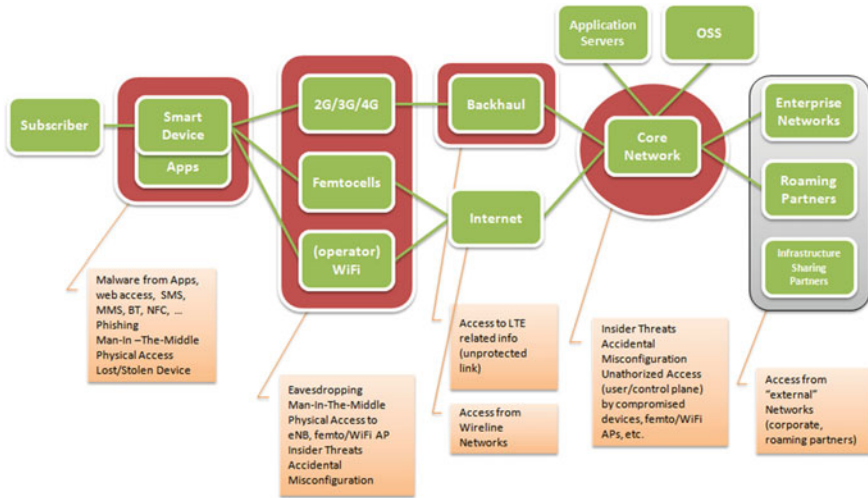 Application
Servers
OSS
Subscriber
Smart
Device
Apps
2G/3G/4G
Femtocells
(operator)
WiFi
Backhaul
Internet
Core
Network
Enterprise
Networks
Roaming
Partners
Infrastructure
Sharing
Partners
Malware from Apps,
web access, SMS,
MMS, BT, NFC, ...
Phishing
Man-In –The-Middle
Physical Access
Lost/Stolen Device
Eavesdropping
Man-In-The-Middle
Physical Access to
eNB, femto/WiFi AP
Insider Threats
Accidental
Misconfiguration
Access to LTE
related info
(unprotected
link)
Access from
Wireline
Networks
Insider Threats
Accidental
Misconfiguration
Unathorized Access
(user/control plane)
by compromised
devices, femto/WiFi
APs, etc.
Access from
“external”
Networks
(corporate,
roaming partners)